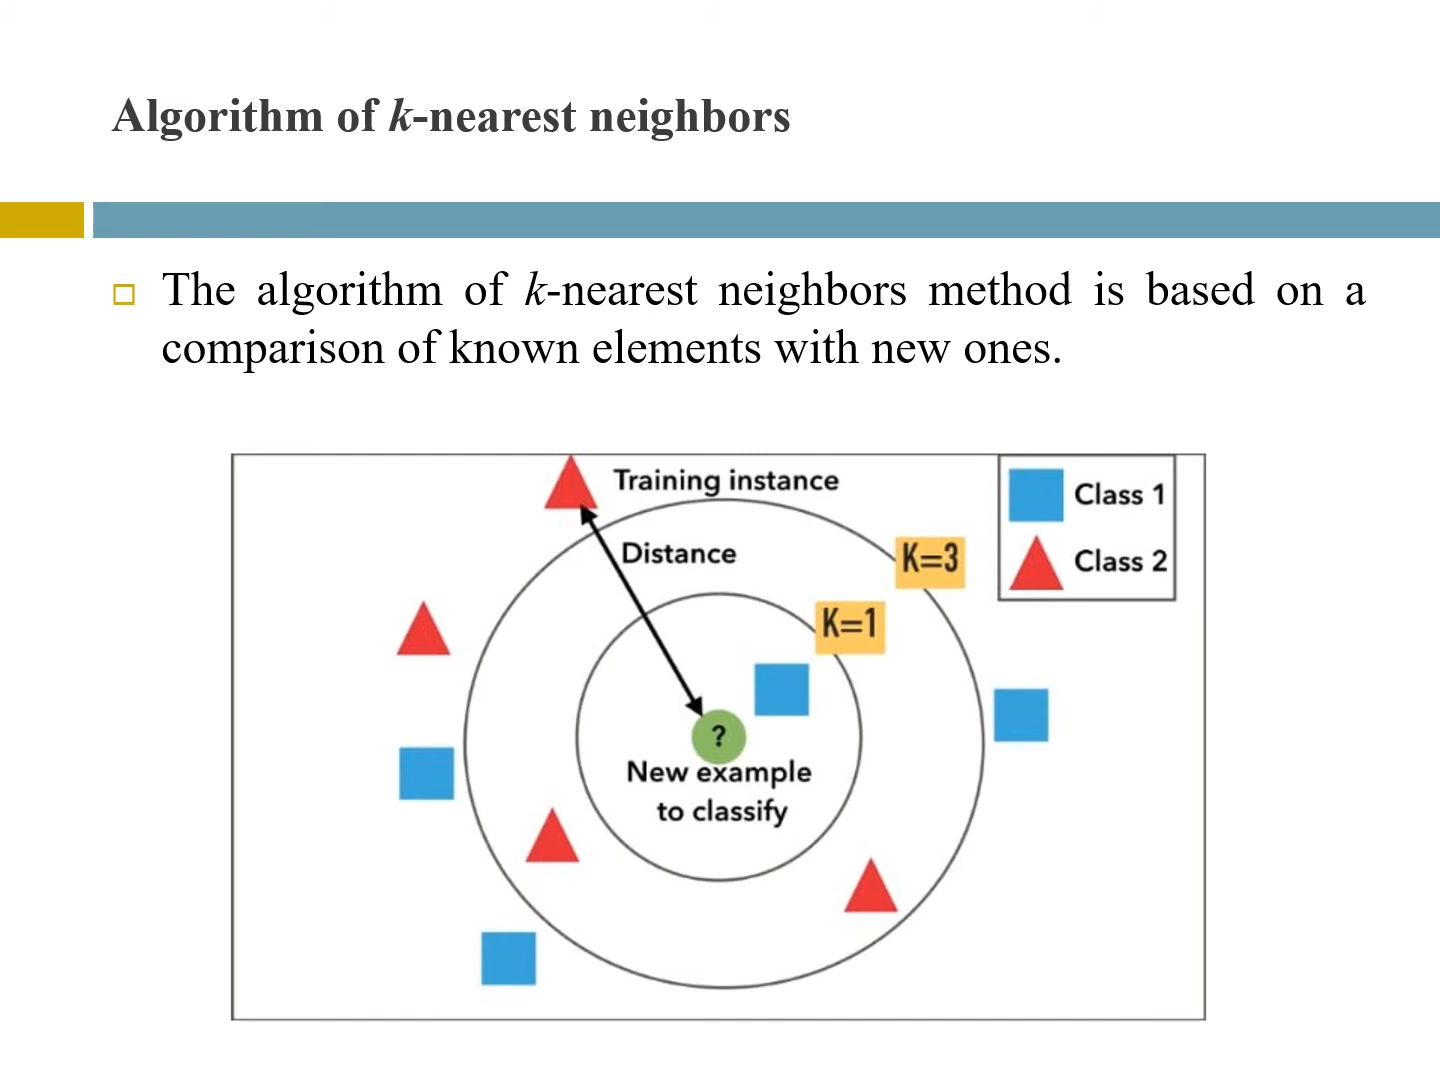 Algorithm of k-nearest neighbors
The algorithm of k-nearest neighbors method is based on a
comparison of known elements with new ones.
Training instance
Class 1
Distance
K=3
Class 2
K=1
?
New example
to classify